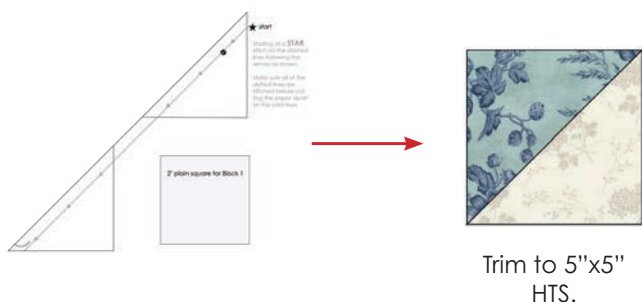 ★ start
Starting at a STAR
stitch on the dashed
line following the
arrows as shown.
Make sure all of the
dashed lines are
stitched before cut-
ting the paper apart
on the solid lines.
2" plain square for Block 1
Trim to 5”x5”
HTS.